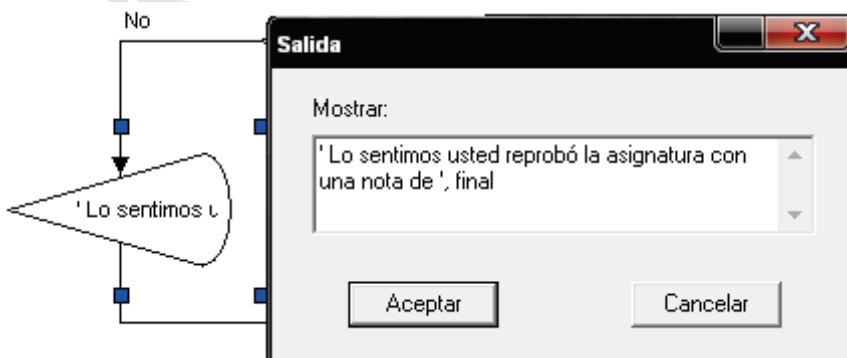 No
Salida
Mostrar:
' Lo sentimos usted reprobó la asignatura con
una nota de ', final
' Lo sentimos u
Aceptar
Cancelar